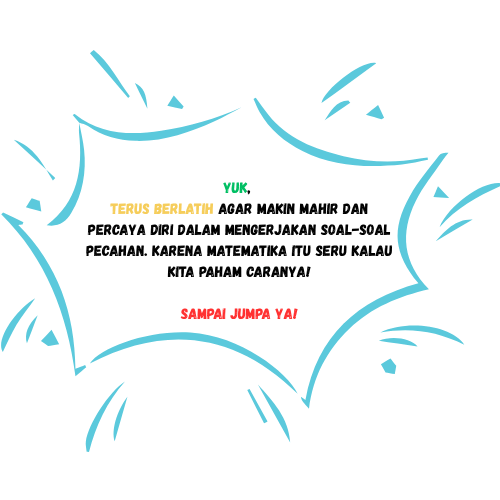 YUK,
TERUS BERLATIH AGAR MAKIN MAHIR DAN
PERCAYA DIRI DALAM MENGERJAKAN SOAL-SOAL
PECAHAN. KARENA MATEMATIKA ITU SERU KALAU
KITA PAHAM CARANYA!
SAMPAI JUMPA YA!